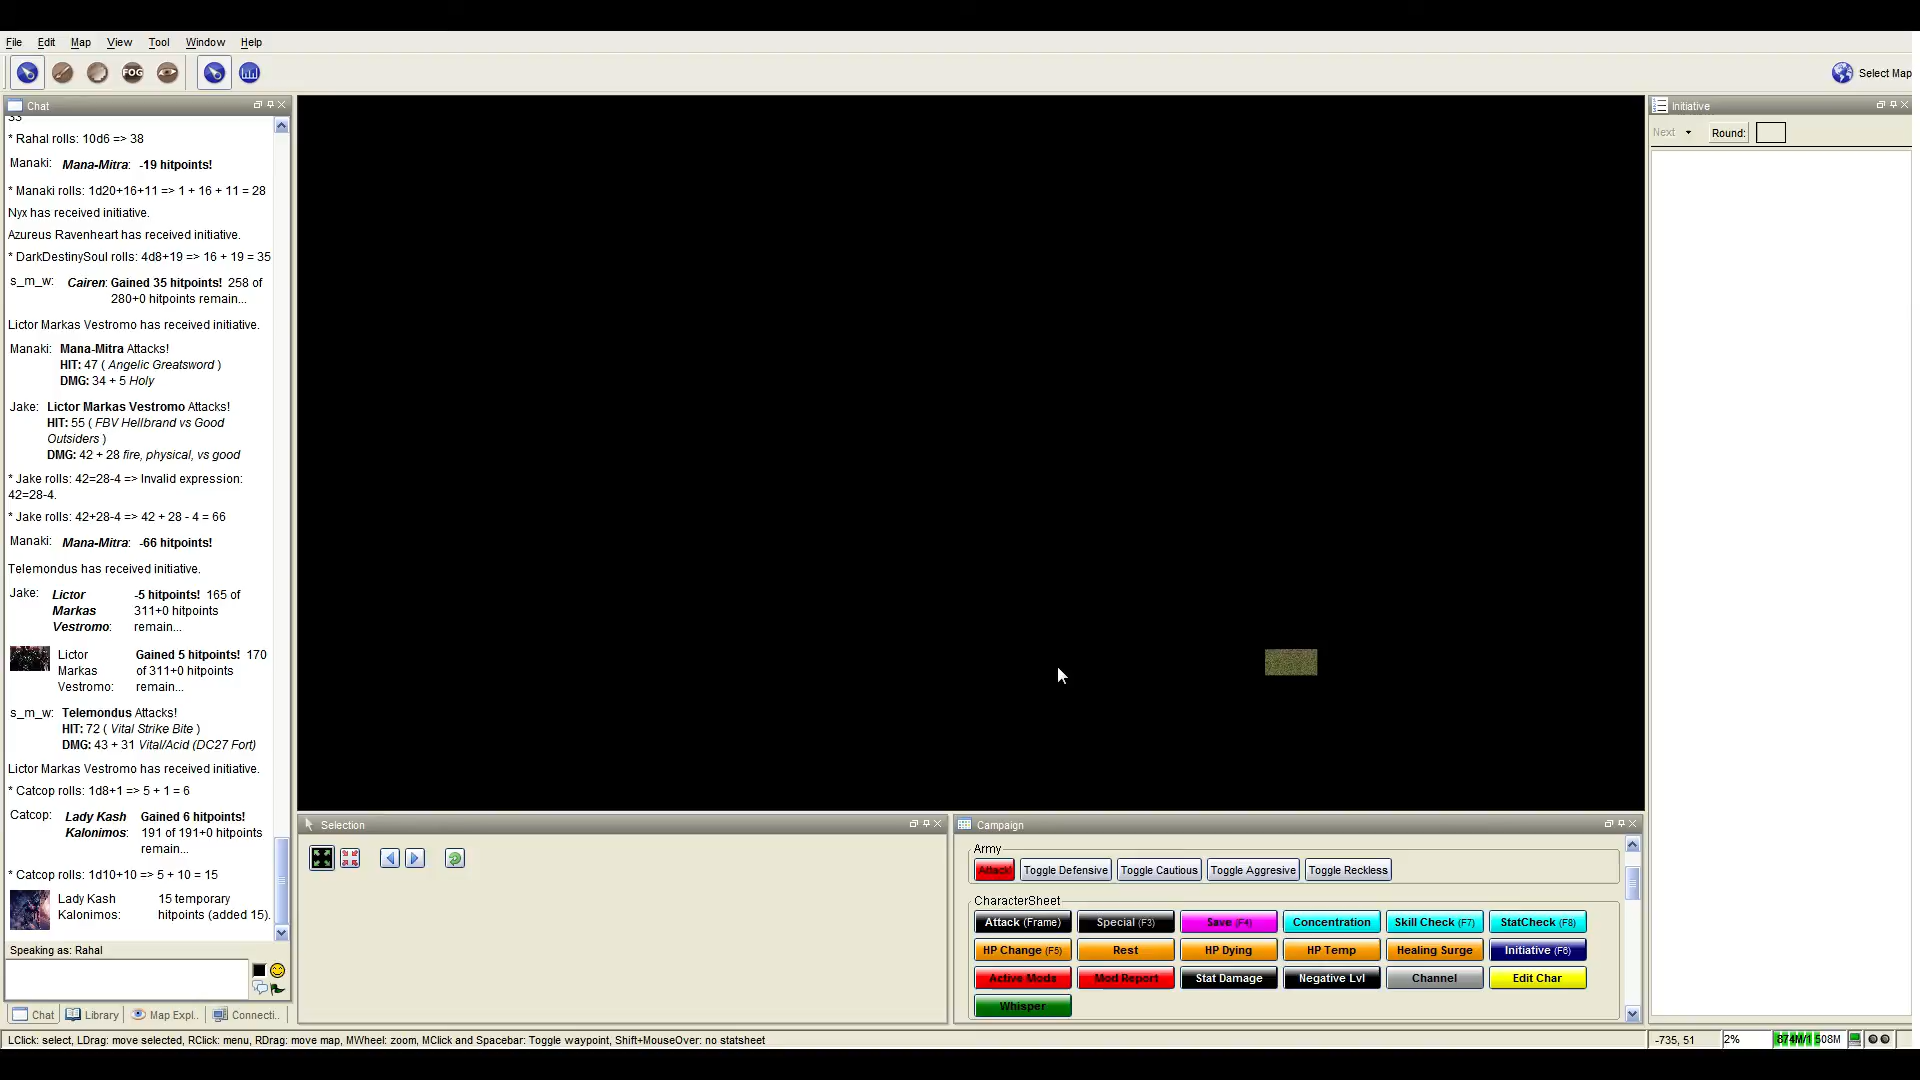 File Edit Map View Tool Window Help
FOG
Select Map
Chat
Initiative
Next
Round:
33
* Rahal rolls: 10d6 => 38
Manaki: Mana-Mitra: -19 hitpoints!
* Manaki rolls: 1d20+16+11 => 1 + 16 + 11 = 28
Nyx has received initiative.
Azureus Ravenheart has received initiative.
* DarkDestinySoul rolls: 4d8+19 => 16 + 19 = 35
s_m_w: Cairen: Gained 35 hitpoints! 258 of
280+0 hitpoints remain...
Lictor Markas Vestromo has received initiative.
Manaki: Mana-Mitra Attacks!
HIT: 47 ( Angelic Greatsword )
DMG: 34 + 5 Holy
Jake: Lictor Markas Vestromo Attacks!
HIT: 55 ( FBV Hellbrand vs Good
Outsiders )
DMG: 42 + 28 fire, physical, vs good
* Jake rolls: 42=28-4 => Invalid expression:
42=28-4.
* Jake rolls: 42+28-4 => 42 + 28 - 4 = 66
Manaki: Mana-Mitra: -66 hitpoints!
Telemondus has received initiative.
Jake: Lictor -5 hitpoints! 165 of
Markas 311+0 hitpoints
Vestromo: remain...
Lictor Gained 5 hitpoints! 170
Markas of 311+0 hitpoints
Vestromo: remain...
s_m_w: Telemondus Attacks!
HIT: 72 ( Vital Strike Bite )
DMG: 43 + 31 Vital/Acid (DC27 Fort)
Lictor Markas Vestromo has received initiative.
* Catcop rolls: 1d8+1 => 5 + 1 = 6
Catcop: Lady Kash Gained 6 hitpoints!
Kalonimos: 191 of 191+0 hitpoints
remain...
* Catcop rolls: 1d10+10 => 5 + 10 = 15
Lady Kash 15 temporary
Kalonimos: hitpoints (added 15).
Speaking as: Rahal
Chat Library Map Expl.. Connecti..
Selection
Campaign
Army
Attack! Toggle Defensive Toggle Cautious Toggle Aggresive Toggle Reckless
CharacterSheet
Attack (Frame) Special (F3) Save (F4) Concentration Skill Check (F7) StatCheck (F8)
HP Change (F5) Rest HP Dying HP Temp Healing Surge Initiative (F6)
Active Mods Mod Report Stat Damage Negative Lvl Channel Edit Char
Whisper
LClick: select, LDrag: move selected, RClick: menu, RDrag: move map, MWheel: zoom, MClick and Spacebar: Toggle waypoint, Shift+MouseOver: no statsheet
-735, 51 2% 874M/1 508M